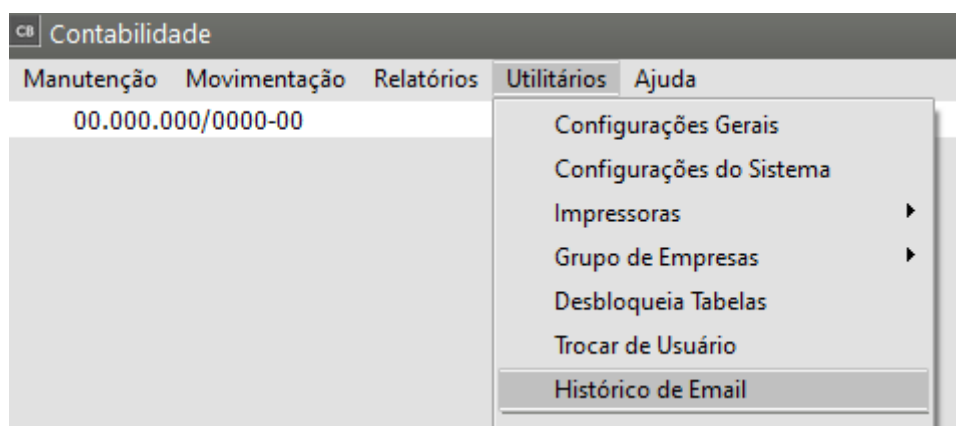 CB Contabilidade
Manutenção Movimentação Relatórios Utilitários Ajuda
00.000.000/0000-00
Configurações Gerais
Configurações do Sistema
Impressoras
Grupo de Empresas
Desbloqueia Tabelas
Trocar de Usuário
Histórico de Email